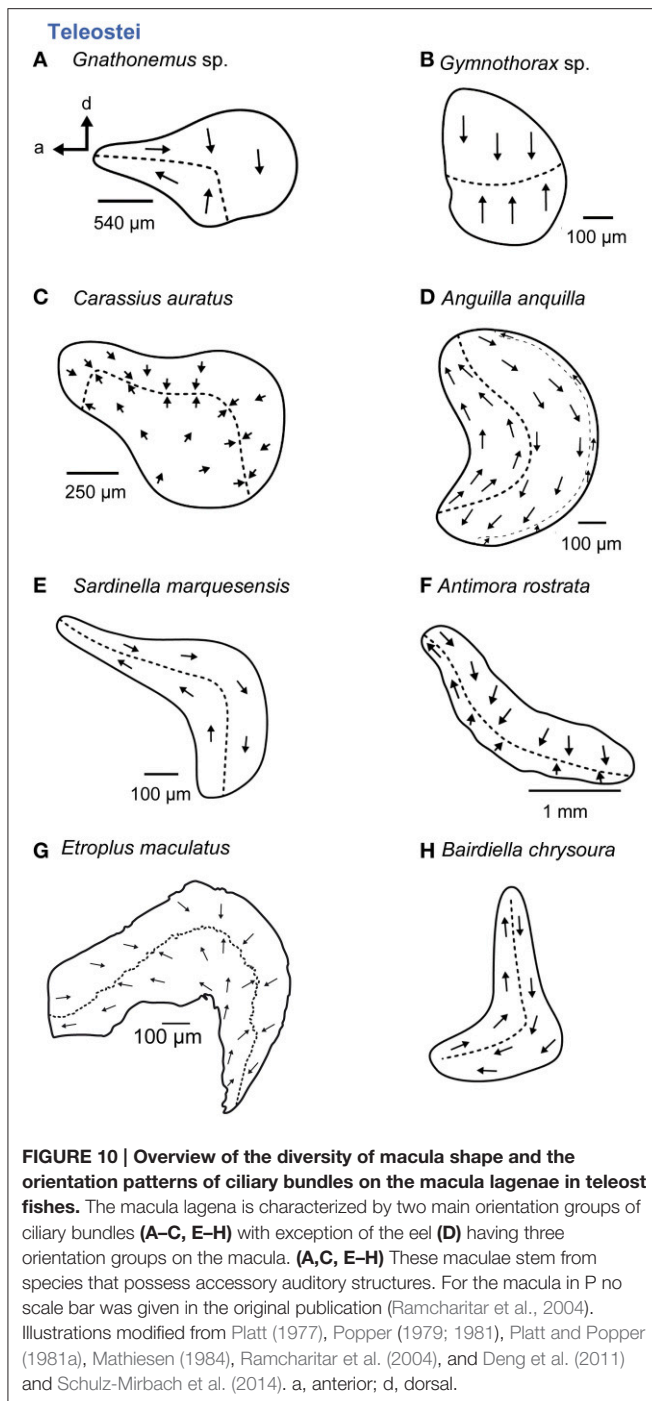 Teleostei
A Gnathonemus sp.
B Gymnothorax sp.
d
a
540 µm
100 µm
C Carassius auratus
D Anguilla anquilla
250 µm
100 µm
E Sardinella marquesensis
F Antimora rostrata
100 µm
1 mm
G Etroplus maculatus
H Bairdiella chrysoura
100 µm
FIGURE 10 | Overview of the diversity of macula shape and the
orientation patterns of ciliary bundles on the macula lagenae in teleost
fishes. The macula lagena is characterized by two main orientation groups of
ciliary bundles (A–C, E–H) with exception of the eel (D) having three
orientation groups on the macula. (A,C, E–H) These maculae stem from
species that possess accessory auditory structures. For the macula in P no
scale bar was given in the original publication (Ramcharitar et al., 2004).
Illustrations modified from Platt (1977), Popper (1979; 1981), Platt and Popper
(1981a), Mathiesen (1984), Ramcharitar et al. (2004), and Deng et al. (2011)
and Schulz-Mirbach et al. (2014). a, anterior; d, dorsal.